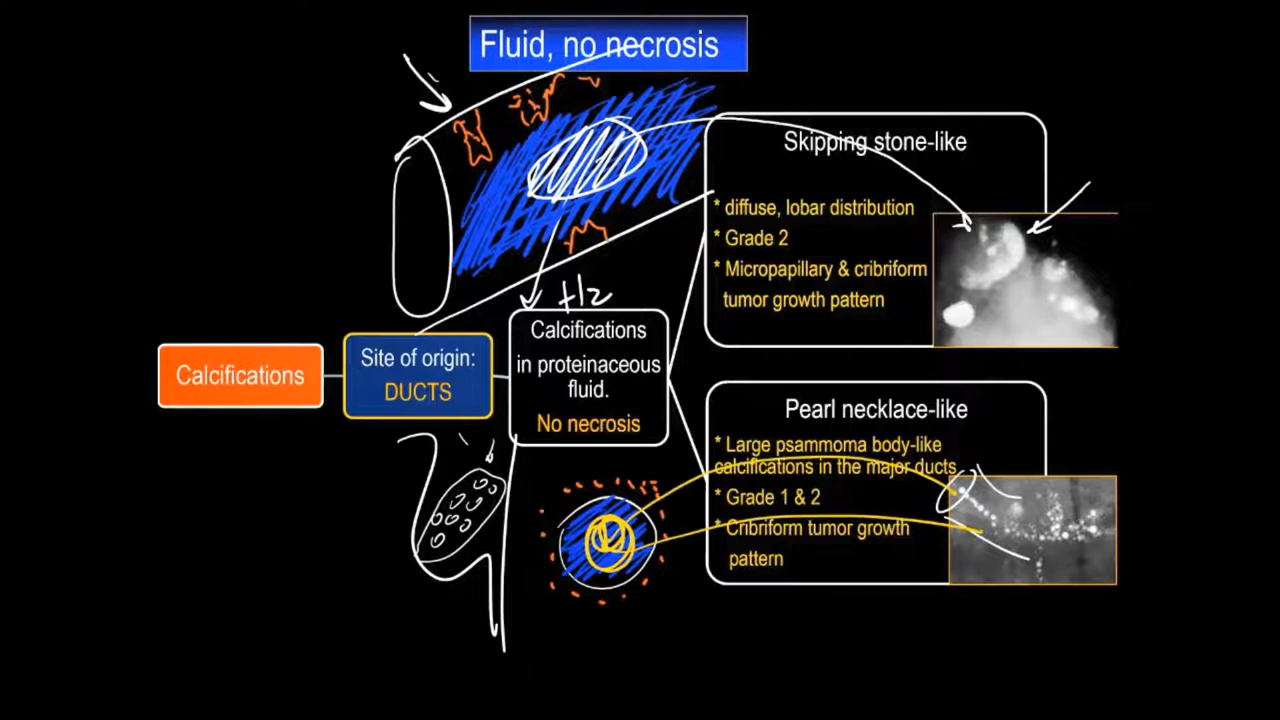 Fluid, no necrosis
Skipping stone-like
* diffuse, lobar distribution
* Grade 2
* Micropapillary & cribriform
tumor growth pattern
Calcifications
Site of origin:
DUCTS
Calcifications
in proteinaceous
fluid.
No necrosis
Pearl necklace-like
* Large psammoma body-like
calcifications in the major ducts
* Grade 1 & 2
* Cribriform tumor growth
pattern